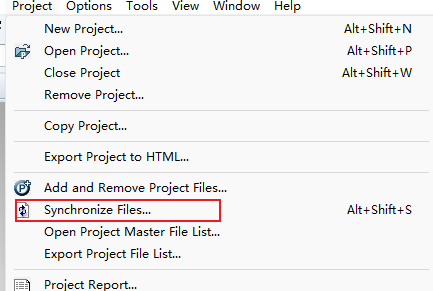 Project Options Tools View Window Help
New Project... Alt+Shift+N
Open Project... Alt+Shift+P
Close Project Alt+Shift+W
Remove Project...
Copy Project...
Export Project to HTML...
Add and Remove Project Files...
Synchronize Files... Alt+Shift+S
Open Project Master File List...
Export Project File List...
Project Report...